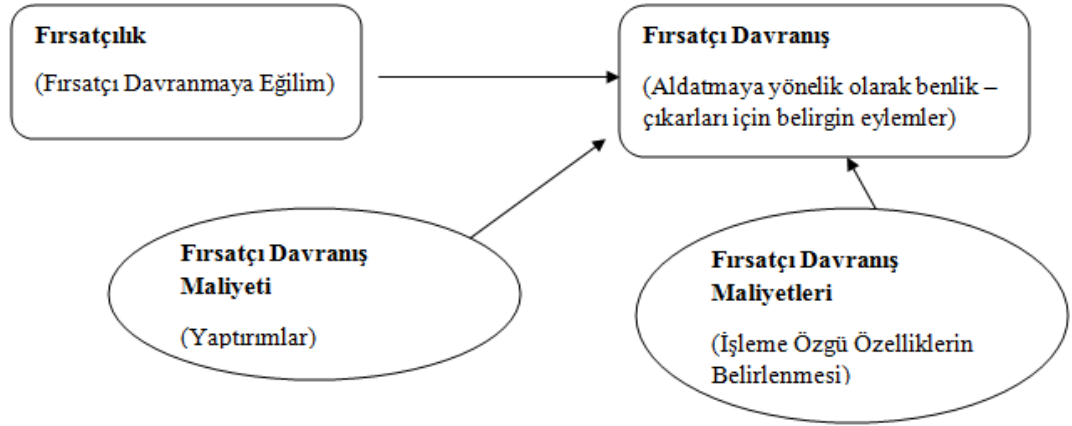 Fırsatçılık
(Fırsatçı Davranmaya Eğilim)
Fırsatçı Davranış
(Aldatmaya yönelik olarak benlik –
çıkarları için belirgin eylemler)
Fırsatçı Davranış
Maliyeti
(Yaptırımlar)
Fırsatçı Davranış
Maliyetleri
(İşleme Özgü Özelliklerin
Belirlenmesi)